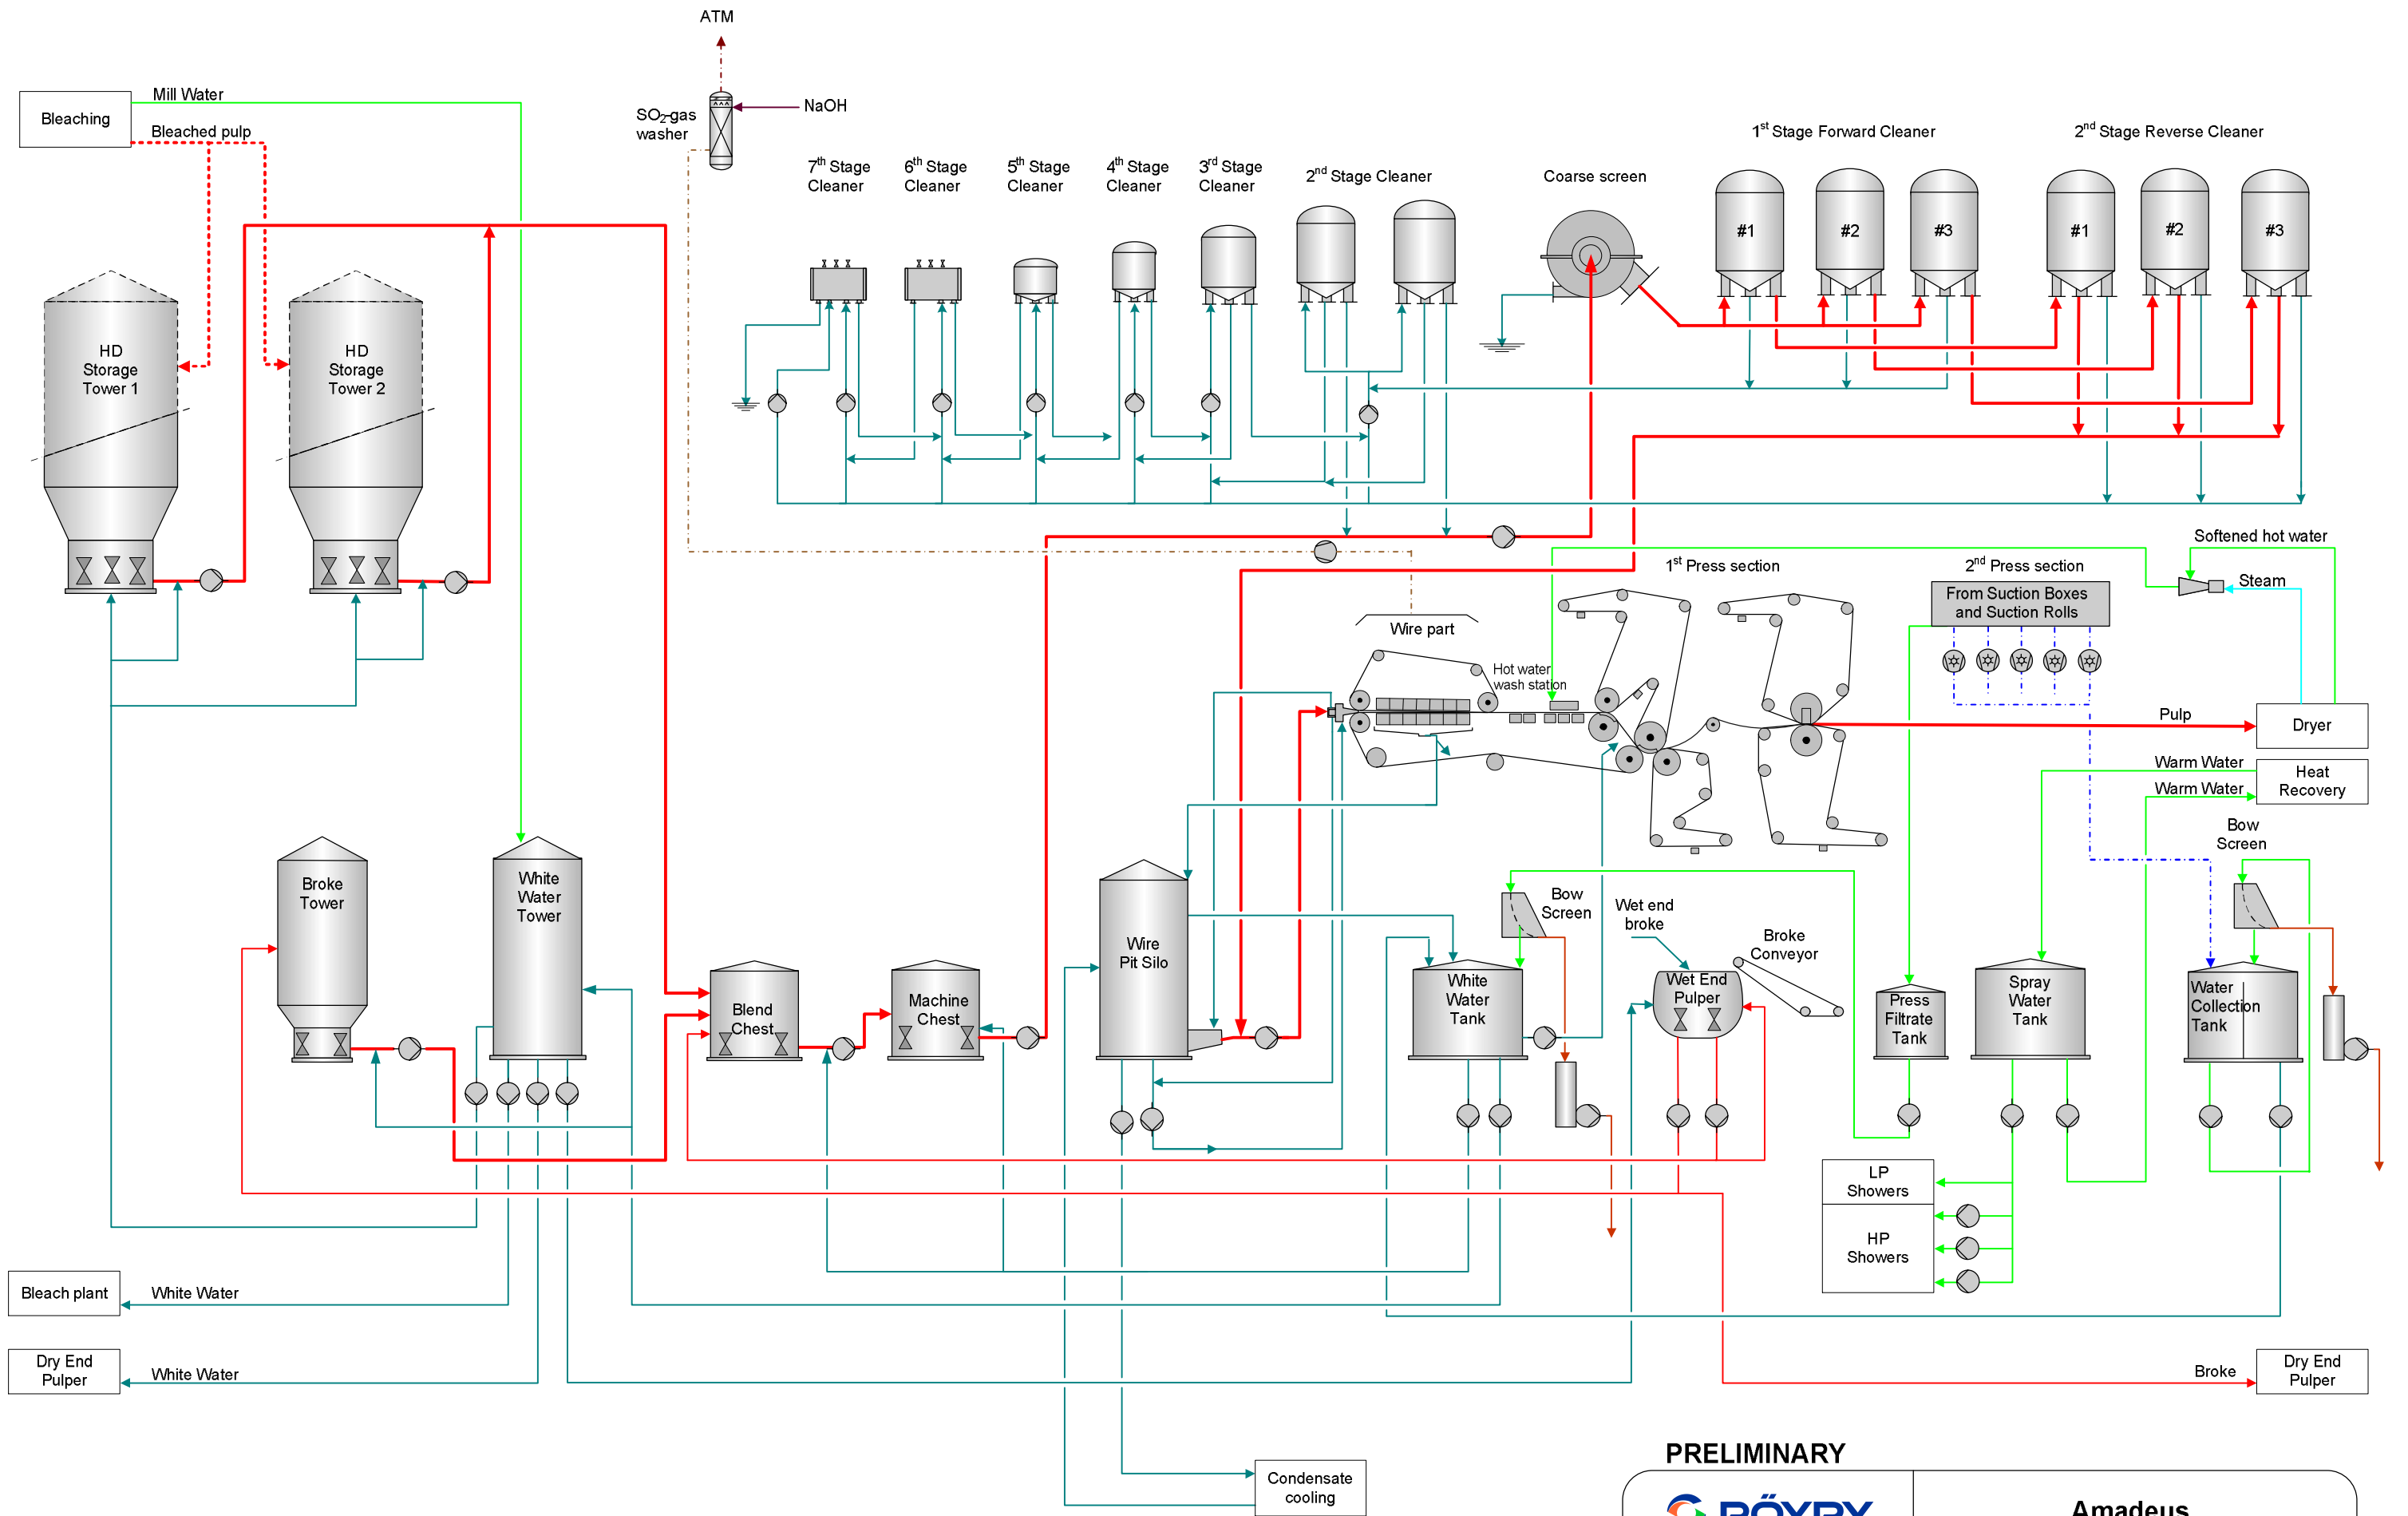 ATM
Mill Water
Bleaching
Bleached pulp
SO2-gas
washer
NaOH
7th Stage
Cleaner
6th Stage
Cleaner
5th Stage
Cleaner
4th Stage
Cleaner
3rd Stage
Cleaner
2nd Stage Cleaner
Coarse screen
1st Stage Forward Cleaner
2nd Stage Reverse Cleaner
#1
#2
#3
#1
#2
#3
HD
Storage
Tower 1
HD
Storage
Tower 2
Softened hot water
Steam
1st Press section
2nd Press section
From Suction Boxes
and Suction Rolls
Wire part
Hot water
wash station
Pulp
Dryer
Warm Water
Heat
Recovery
Warm Water
Bow
Screen
Broke
Tower
White
Water
Tower
Wire
Pit Silo
Bow
Screen
Wet end
broke
Broke
Conveyor
Blend
Chest
Machine
Chest
White
Water
Tank
Wet End
Pulper
Press
Filtrate
Tank
Spray
Water
Tank
Water
Collection
Tank
LP
Showers
HP
Showers
Bleach plant
White Water
Dry End
Pulper
White Water
Broke
Dry End
Pulper
Condensate
cooling
PRELIMINARY
PÖYRY
Amadeus